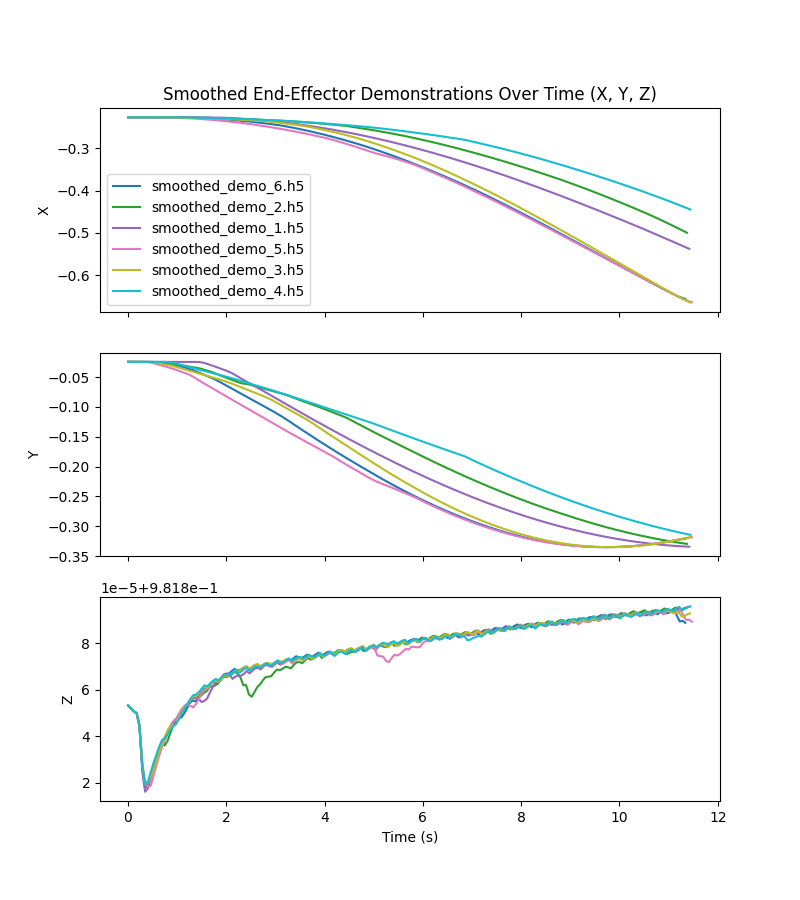 Smoothed End-Effector Demonstrations Over Time (X, Y, Z)
−0.3
−0.4
−0.5
−0.6
X
smoothed_demo_6.h5
smoothed_demo_2.h5
smoothed_demo_1.h5
smoothed_demo_5.h5
smoothed_demo_3.h5
smoothed_demo_4.h5
−0.05
−0.10
−0.15
−0.20
−0.25
−0.30
−0.35
Y
1e−5+9.818e−1
8
6
4
2
Z
0 2 4 6 8 10 12
Time (s)